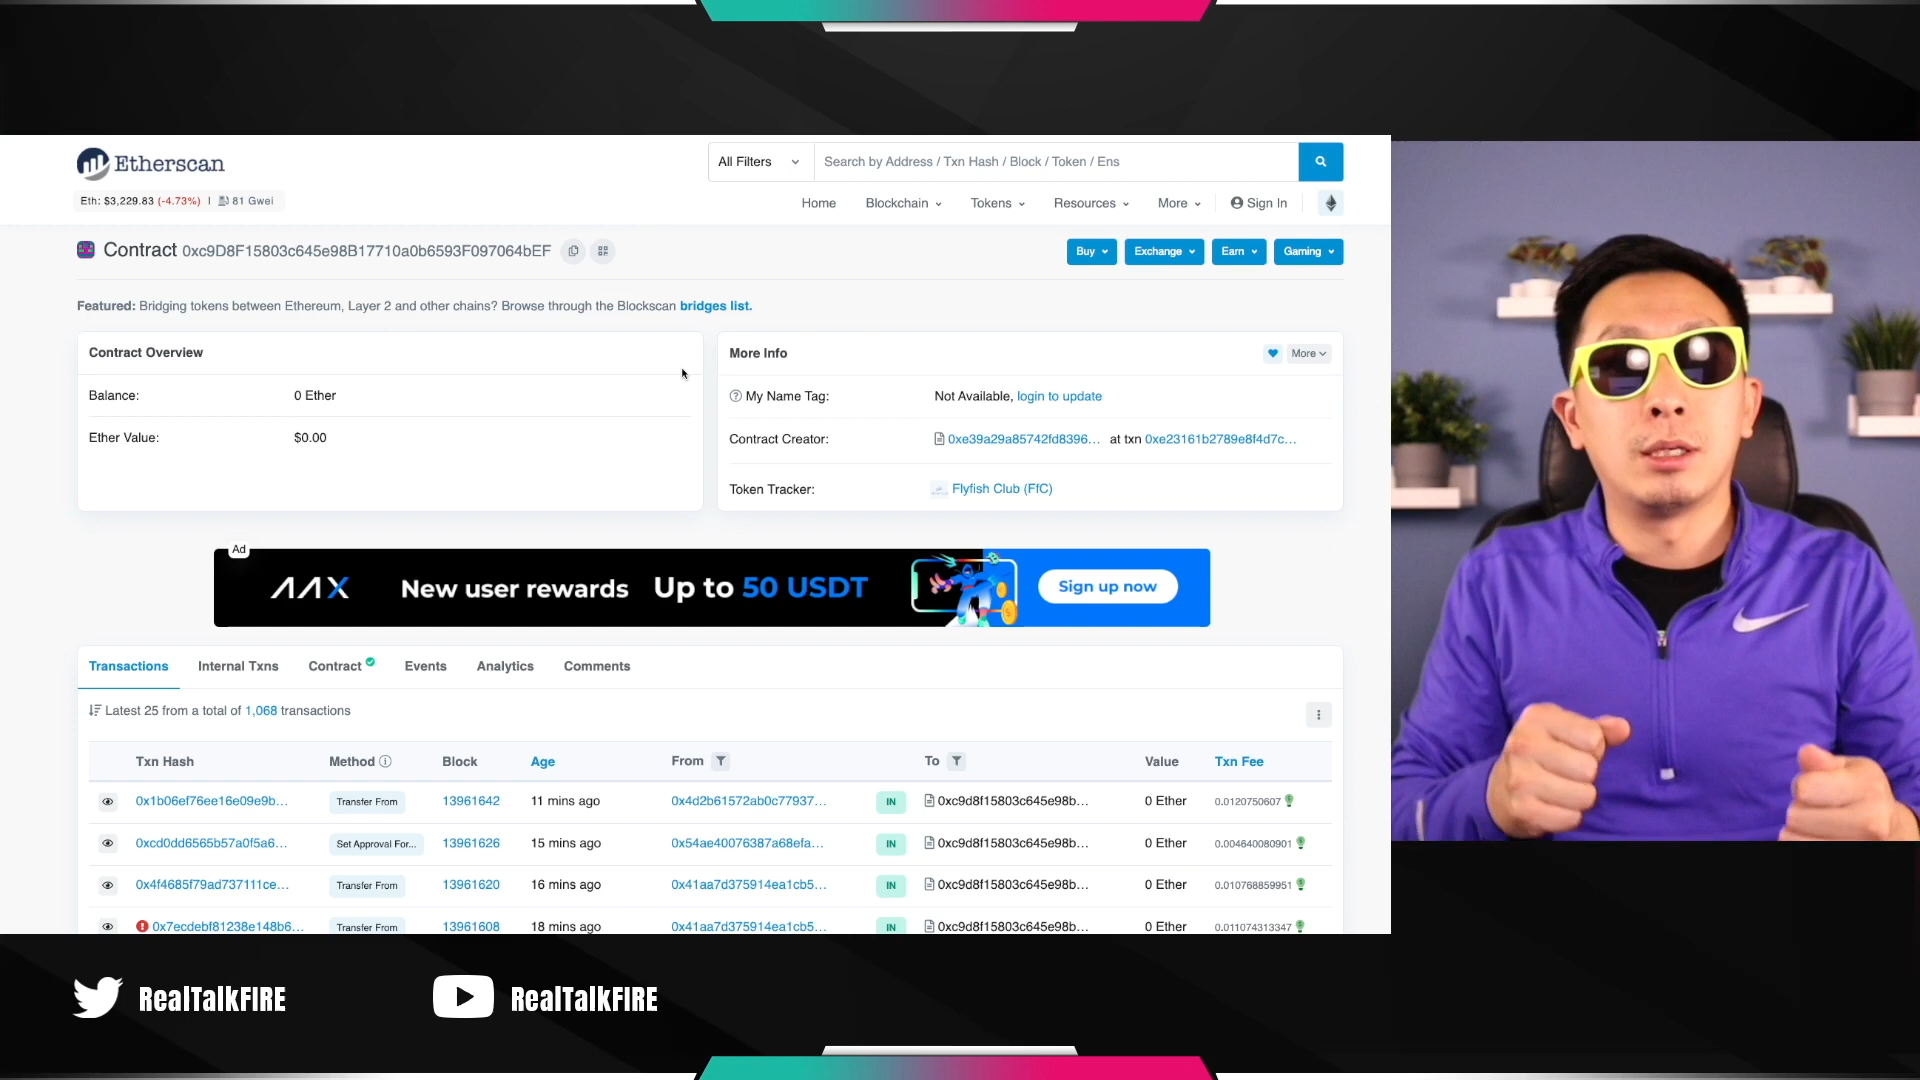 Etherscan
All Filters
Search by Address / Txn Hash / Block / Token / Ens
Eth: $3,229.83 (-4.73%) | 81 Gwei
Home Blockchain Tokens Resources More Sign In
Contract 0xc9D8F15803c645e98B17710a0b6593F097064bEF
Buy Exchange Earn Gaming
Featured: Bridging tokens between Ethereum, Layer 2 and other chains? Browse through the Blockscan bridges list.
Contract Overview
Balance: 0 Ether
Ether Value: $0.00
More Info
More
My Name Tag: Not Available, login to update
Contract Creator: 0xe39a29a85742fd8396... at txn 0xe23161b2789e8f4d7c...
Token Tracker: Flyfish Club (FfC)
Ad
AAX New user rewards Up to 50 USDT Sign up now
Transactions Internal Txns Contract Events Analytics Comments
Latest 25 from a total of 1,068 transactions
Txn Hash Method Block Age From To Value Txn Fee
0x1b06ef76ee16e09e9b... Transfer From 13961642 11 mins ago 0x4d2b61572ab0c77937... IN 0xc9d8f15803c645e98b... 0 Ether 0.0120750607
0xcd0dd6565b57a0f5a6... Set Approval For... 13961626 15 mins ago 0x54ae40076387a68efa... IN 0xc9d8f15803c645e98b... 0 Ether 0.004640080901
0x4f4685f79ad737111ce... Transfer From 13961620 16 mins ago 0x41aa7d375914ea1cb5... IN 0xc9d8f15803c645e98b... 0 Ether 0.010768859951
0x7ecdebf81238e148b6... Transfer From 13961608 18 mins ago 0x41aa7d375914ea1cb5... IN 0xc9d8f15803c645e98b... 0 Ether 0.011074313347
RealTalkFIRE
RealTalkFIRE